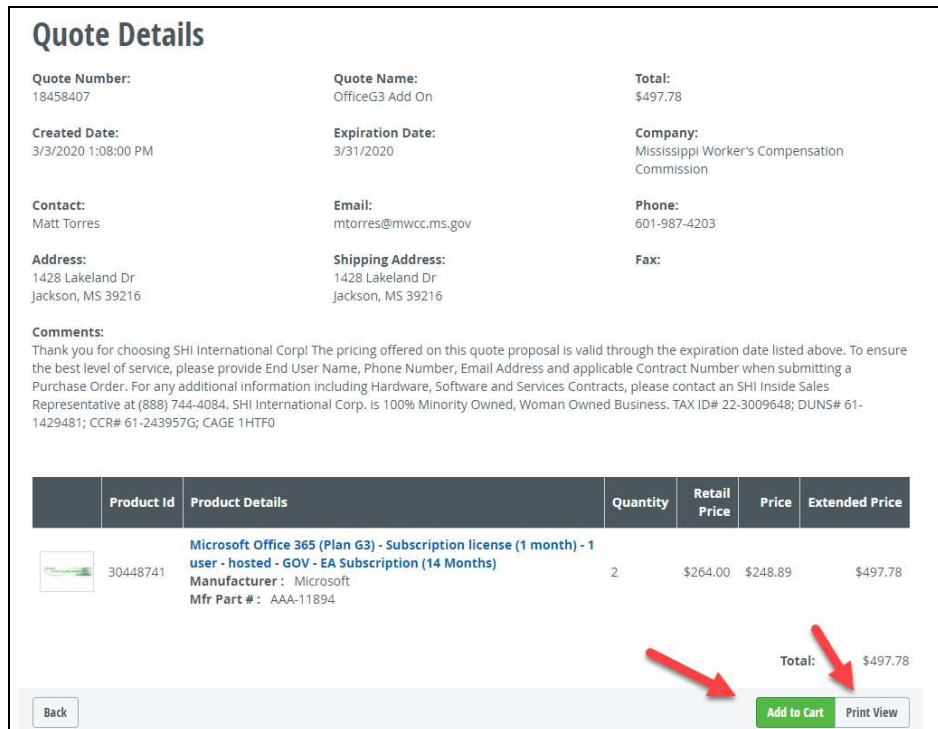 Quote Details
Quote Number:
18458407
Quote Name:
OfficeG3 Add On
Total:
$497.78
Created Date:
3/3/2020 1:08:00 PM
Expiration Date:
3/31/2020
Company:
Mississippi Worker's Compensation
Commission
Contact:
Matt Torres
Email:
mtorres@mwcc.ms.gov
Phone:
601-987-4203
Address:
1428 Lakeland Dr
Jackson, MS 39216
Shipping Address:
1428 Lakeland Dr
Jackson, MS 39216
Fax:
Comments:
Thank you for choosing SHI International Corp! The pricing offered on this quote proposal is valid through the expiration date listed above. To ensure
the best level of service, please provide End User Name, Phone Number, Email Address and applicable Contract Number when submitting a
Purchase Order. For any additional information including Hardware, Software and Services Contracts, please contact an SHI Inside Sales
Representative at (888) 744-4084. SHI International Corp. is 100% Minority Owned, Woman Owned Business. TAX ID# 22-3009648; DUNS# 61-
1429481; CCR# 61-243957G; CAGE 1HTF0
Product Id Product Details Quantity Retail Price Price Extended Price
Microsoft Office 365 (Plan G3) - Subscription license (1 month) - 1
user - hosted - GOV - EA Subscription (14 Months)
30448741 Manufacturer : Microsoft 2 $264.00 $248.89 $497.78
Mfr Part # : AAA-11894
Total: $497.78
Back Add to Cart Print View